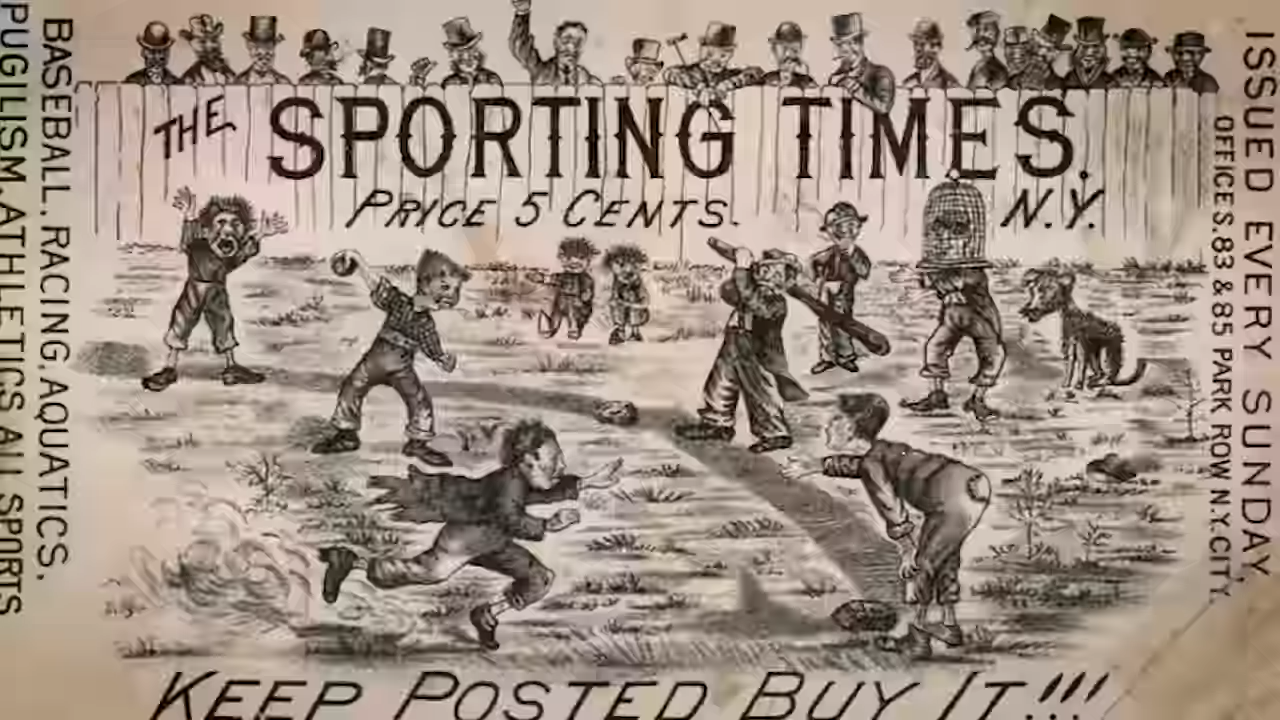 THE
SPORTING TIMES.
PRICE 5 CENTS. N.Y.
BASEBALL, RACING, AQUATICS,
PUGILISM, ATHLETICS ALL SPORTS
ISSUED EVERY SUNDAY,
OFFICES. 83 & 85 PARK ROW N.Y. CITY.
KEEP POSTED BUY IT!!!